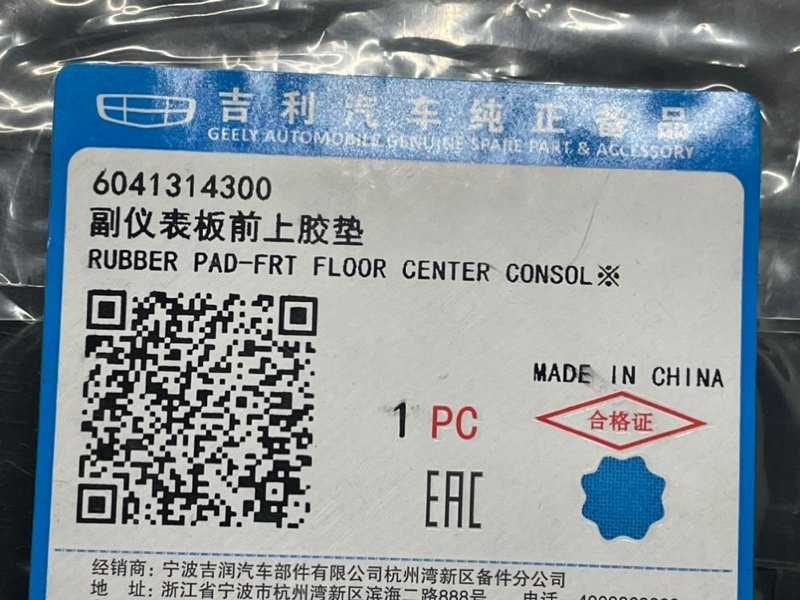 吉利汽车纯正备品
GEELY AUTOMOBILE GENUINE SPARE PART & ACCESSORY
6041314300
副仪表板前上胶垫
RUBBER PAD-FRT FLOOR CENTER CONSOL※
MADE IN CHINA
合格证
1 PC
EAC
经销商：宁波吉润汽车部件有限公司杭州湾新区备件分公司
地 址：浙江省宁波市杭州湾新区滨海二路888号 电话：